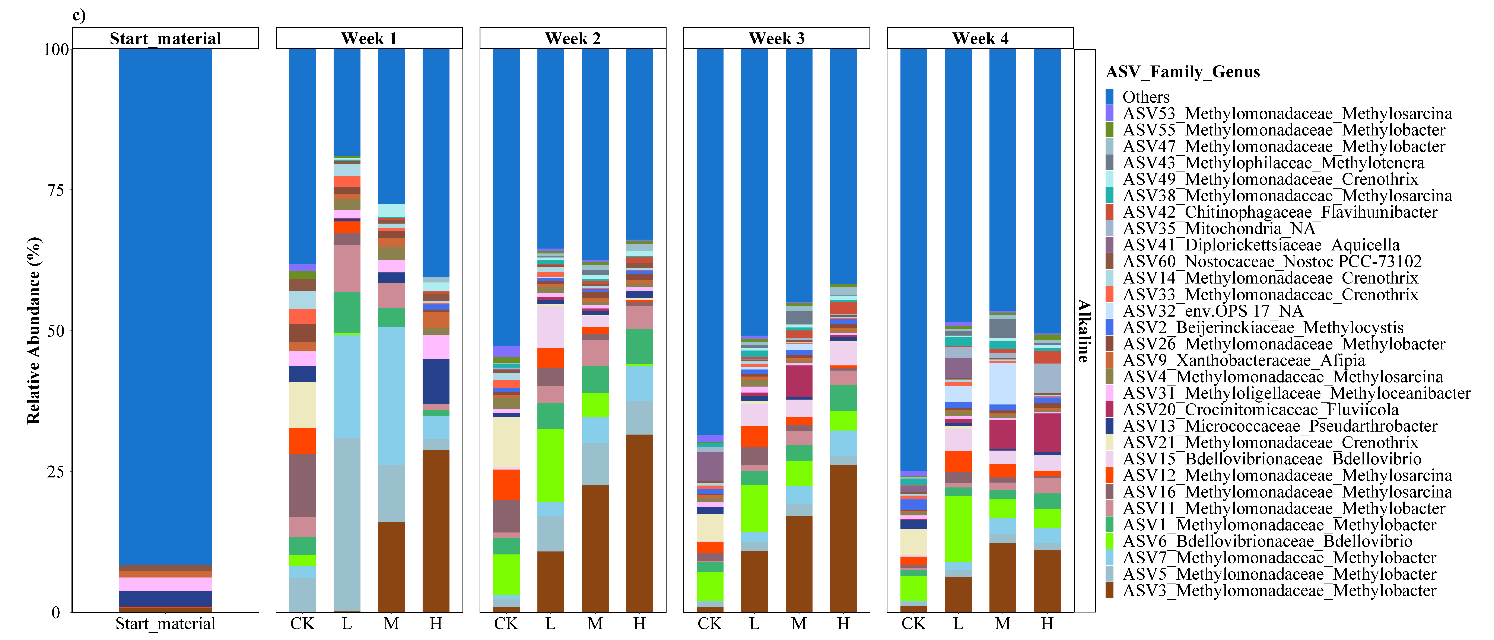 c)
Start_material
Week 1
Week 2
Week 3
Week 4
Relative Abundance (%)
100
75
50
25
0
Start_material
CK L M H
CK L M H
CK L M H
CK L M H
Alkaline
ASV_Family_Genus
Others
ASV53_Methylomonadaceae_Methylosarcina
ASV55_Methylomonadaceae_Methylobacter
ASV47_Methylomonadaceae_Methylobacter
ASV43_Methylophilaceae_Methylotenera
ASV49_Methylomonadaceae_Crenothrix
ASV38_Methylomonadaceae_Methylosarcina
ASV42_Chitinophagaceae_Flavihumibacter
ASV35_Mitochondria_NA
ASV41_Diplorickettsiaceae_Aquicella
ASV60_Nostocaceae_Nostoc PCC-73102
ASV14_Methylomonadaceae_Crenothrix
ASV33_Methylomonadaceae_Crenothrix
ASV32_env.OPS 17_NA
ASV2_Beijerinckiaceae_Methylocystis
ASV26_Methylomonadaceae_Methylobacter
ASV9_Xanthobacteraceae_Afipia
ASV4_Methylomonadaceae_Methylosarcina
ASV31_Methyloligellaceae_Methyloceanibacter
ASV20_Crocinitomicaceae_Fluviicola
ASV13_Micrococcaceae_Pseudarthrobacter
ASV21_Methylomonadaceae_Crenothrix
ASV15_Bdellovibrionaceae_Bdellovibrio
ASV12_Methylomonadaceae_Methylosarcina
ASV16_Methylomonadaceae_Methylosarcina
ASV11_Methylomonadaceae_Methylobacter
ASV1_Methylomonadaceae_Methylobacter
ASV6_Bdellovibrionaceae_Bdellovibrio
ASV7_Methylomonadaceae_Methylobacter
ASV5_Methylomonadaceae_Methylobacter
ASV3_Methylomonadaceae_Methylobacter